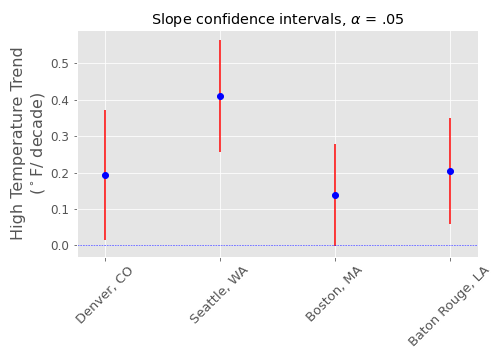 Slope confidence intervals, α = .05
High Temperature Trend
(°F/ decade)
0.5
0.4
0.3
0.2
0.1
0.0
Denver, CO
Seattle, WA
Boston, MA
Baton Rouge, LA